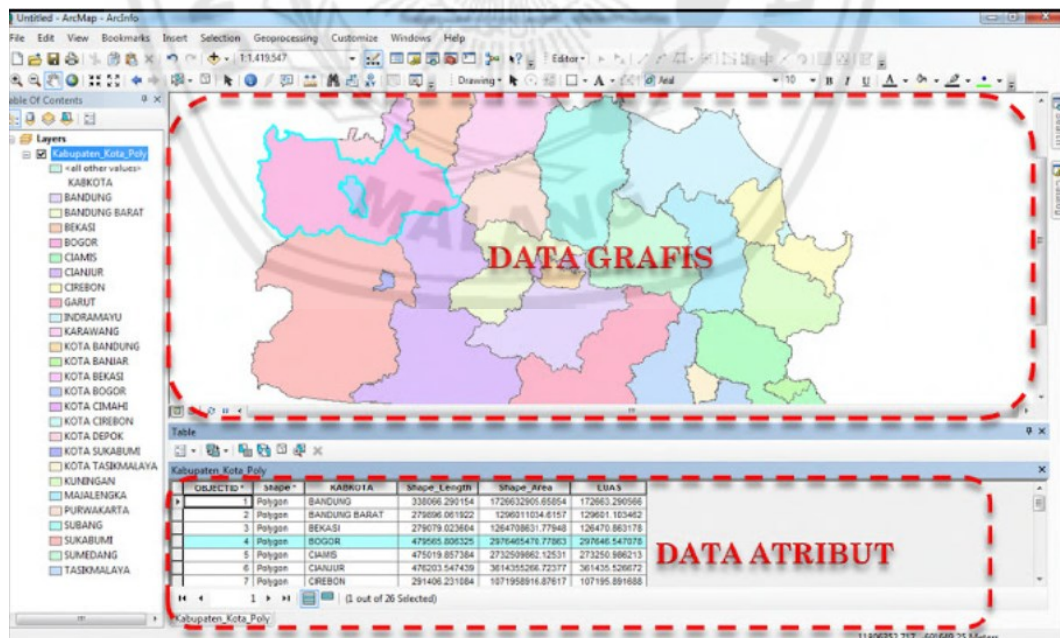 Untitled - ArcMap - ArcInfo
File Edit View Bookmarks Insert Selection Geoprocessing Customize Windows Help
1:1.419.547
Editor
Drawing
Arial
10
B I U A
Table Of Contents
Layers
Kabupaten_Kota_Poly
<all other values>
KABKOTA
BANDUNG
BANDUNG BARAT
BEKASI
BOGOR
CIAMIS
CIANJUR
CIREBON
GARUT
INDRAMAYU
KARAWANG
KOTA BANDUNG
KOTA BANJAR
KOTA BEKASI
KOTA BOGOR
KOTA CIMAHI
KOTA CIREBON
KOTA DEPOK
KOTA SUKABUMI
KOTA TASIKMALAYA
KUNINGAN
MAJALENGKA
PURWAKARTA
SUBANG
SUKABUMI
SUMEDANG
TASIKMALAYA
MALANG
DATA GRAFIS
Table
Kabupaten_Kota_Poly
OBJECTID * Shape * KABKOTA Shape_Length Shape_Area LUAS
1 Polygon BANDUNG 338066.290154 1726632905.65854 172663.290566
2 Polygon BANDUNG BARAT 279896.061922 1296011034.6157 129601.103462
3 Polygon BEKASI 279079.023604 1264708631.77948 126470.863178
4 Polygon BOGOR 479565.806325 2976465470.77863 297646.547078
5 Polygon CIAMIS 475019.857384 2732509862.12531 273250.986213
6 Polygon CIANJUR 476203.547439 3614355266.72377 361435.526672
7 Polygon CIREBON 291406.231084 1071958916.87617 107195.891688
DATA ATRIBUT
1 (1 out of 26 Selected)
Kabupaten_Kota_Poly